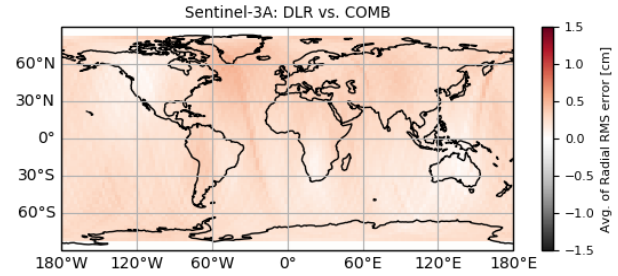 Sentinel-3A: DLR vs. COMB
60°N
30°N
0°
30°S
60°S
180°W 120°W 60°W 0° 60°E 120°E 180°E
1.5
1.0
0.5
0.0
−0.5
−1.0
−1.5
Avg. of Radial RMS error [cm]